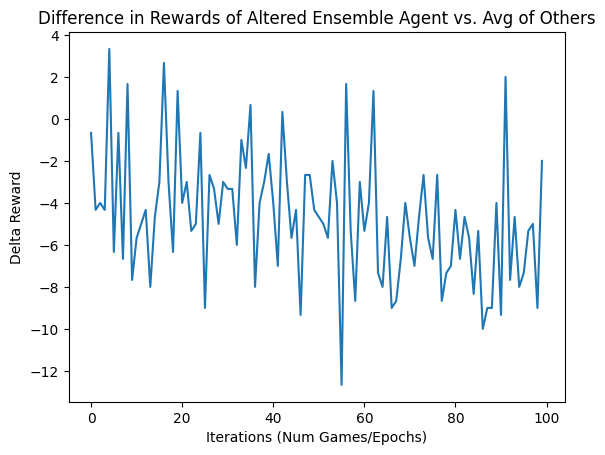 Difference in Rewards of Altered Ensemble Agent vs. Avg of Others
4
2
0
−2
−4
−6
−8
−10
−12
Delta Reward
0 20 40 60 80 100
Iterations (Num Games/Epochs)